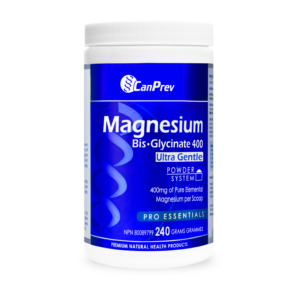 CanPrev
Magnesium
Bis•Glycinate 400
Ultra Gentle
POWDER
SYSTEM
400mg of Pure Elemental
Magnesium per Scoop
PRO ESSENTIALS
NPN 80089799 240 GRAMS GRAMMES
PREMIUM NATURAL HEALTH PRODUCTS